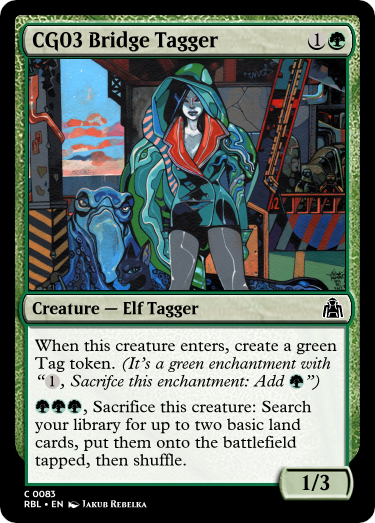 CG03 Bridge Tagger 1
Creature — Elf Tagger
When this creature enters, create a green
Tag token. (It's a green enchantment with
“1, Sacrifce this enchantment: Add ”)
, Sacrifice this creature: Search
your library for up to two basic land
cards, put them onto the battlefield
tapped, then shuffle.
1/3
C 0083
RBL • EN Jakub Rebelka